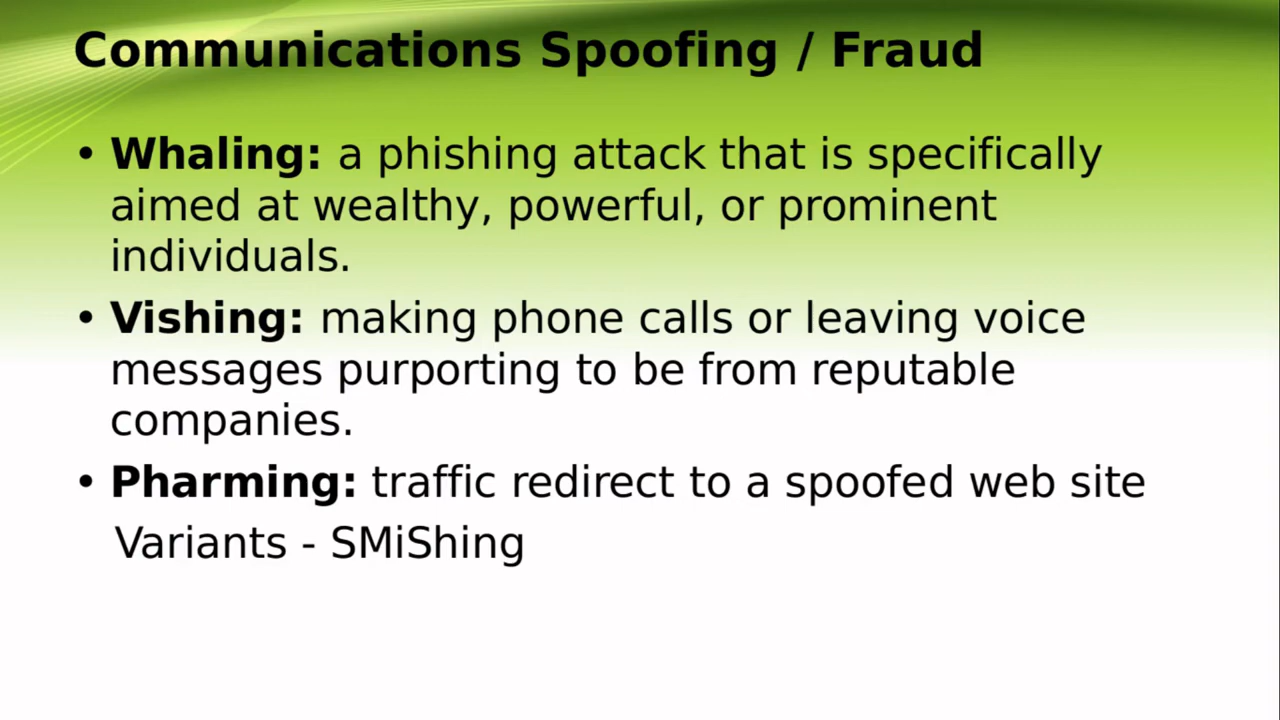 Communications Spoofing / Fraud
• Whaling: a phishing attack that is specifically
aimed at wealthy, powerful, or prominent
individuals.
• Vishing: making phone calls or leaving voice
messages purporting to be from reputable
companies.
• Pharming: traffic redirect to a spoofed web site
Variants - SMiShing